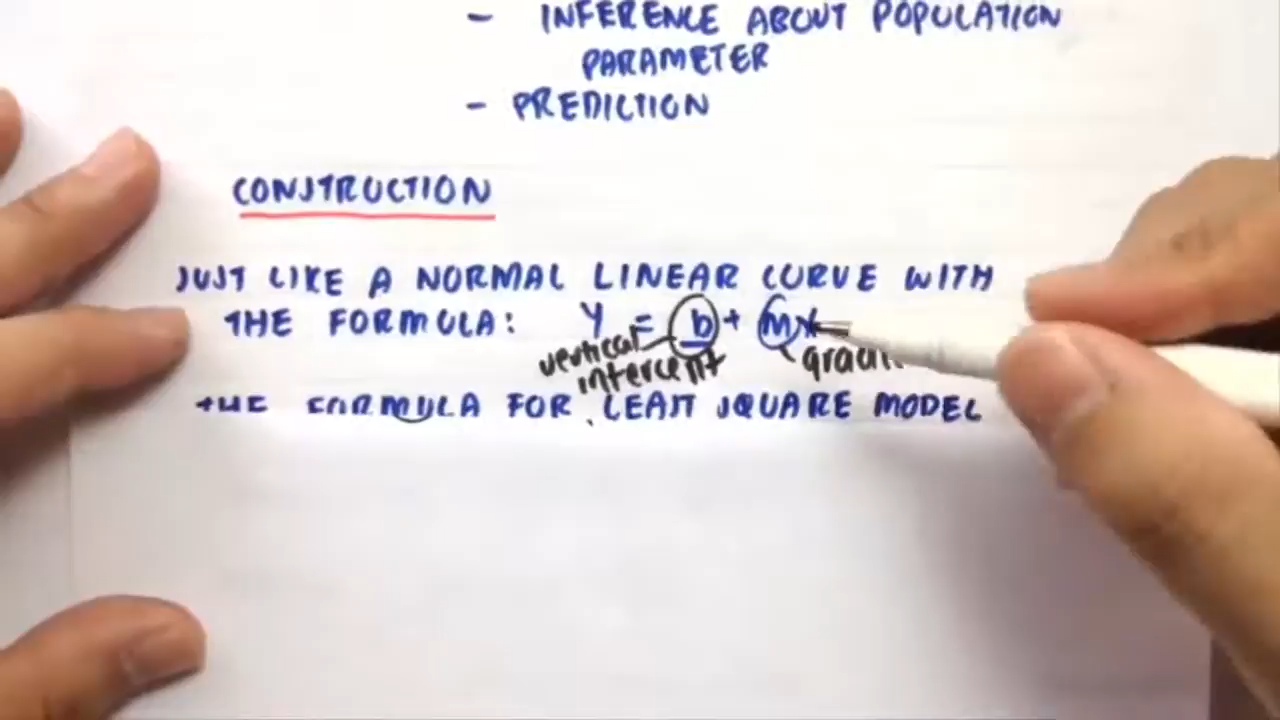 - INFERENCE ABOUT POPULATION
PARAMETER
- PREDICTION
CONSTRUCTION
JUST LIKE A NORMAL LINEAR CURVE WITH
THE FORMULA: Y = b + mx
vertical
intercept
THE FORMULA FOR LEAST SQUARE MODEL